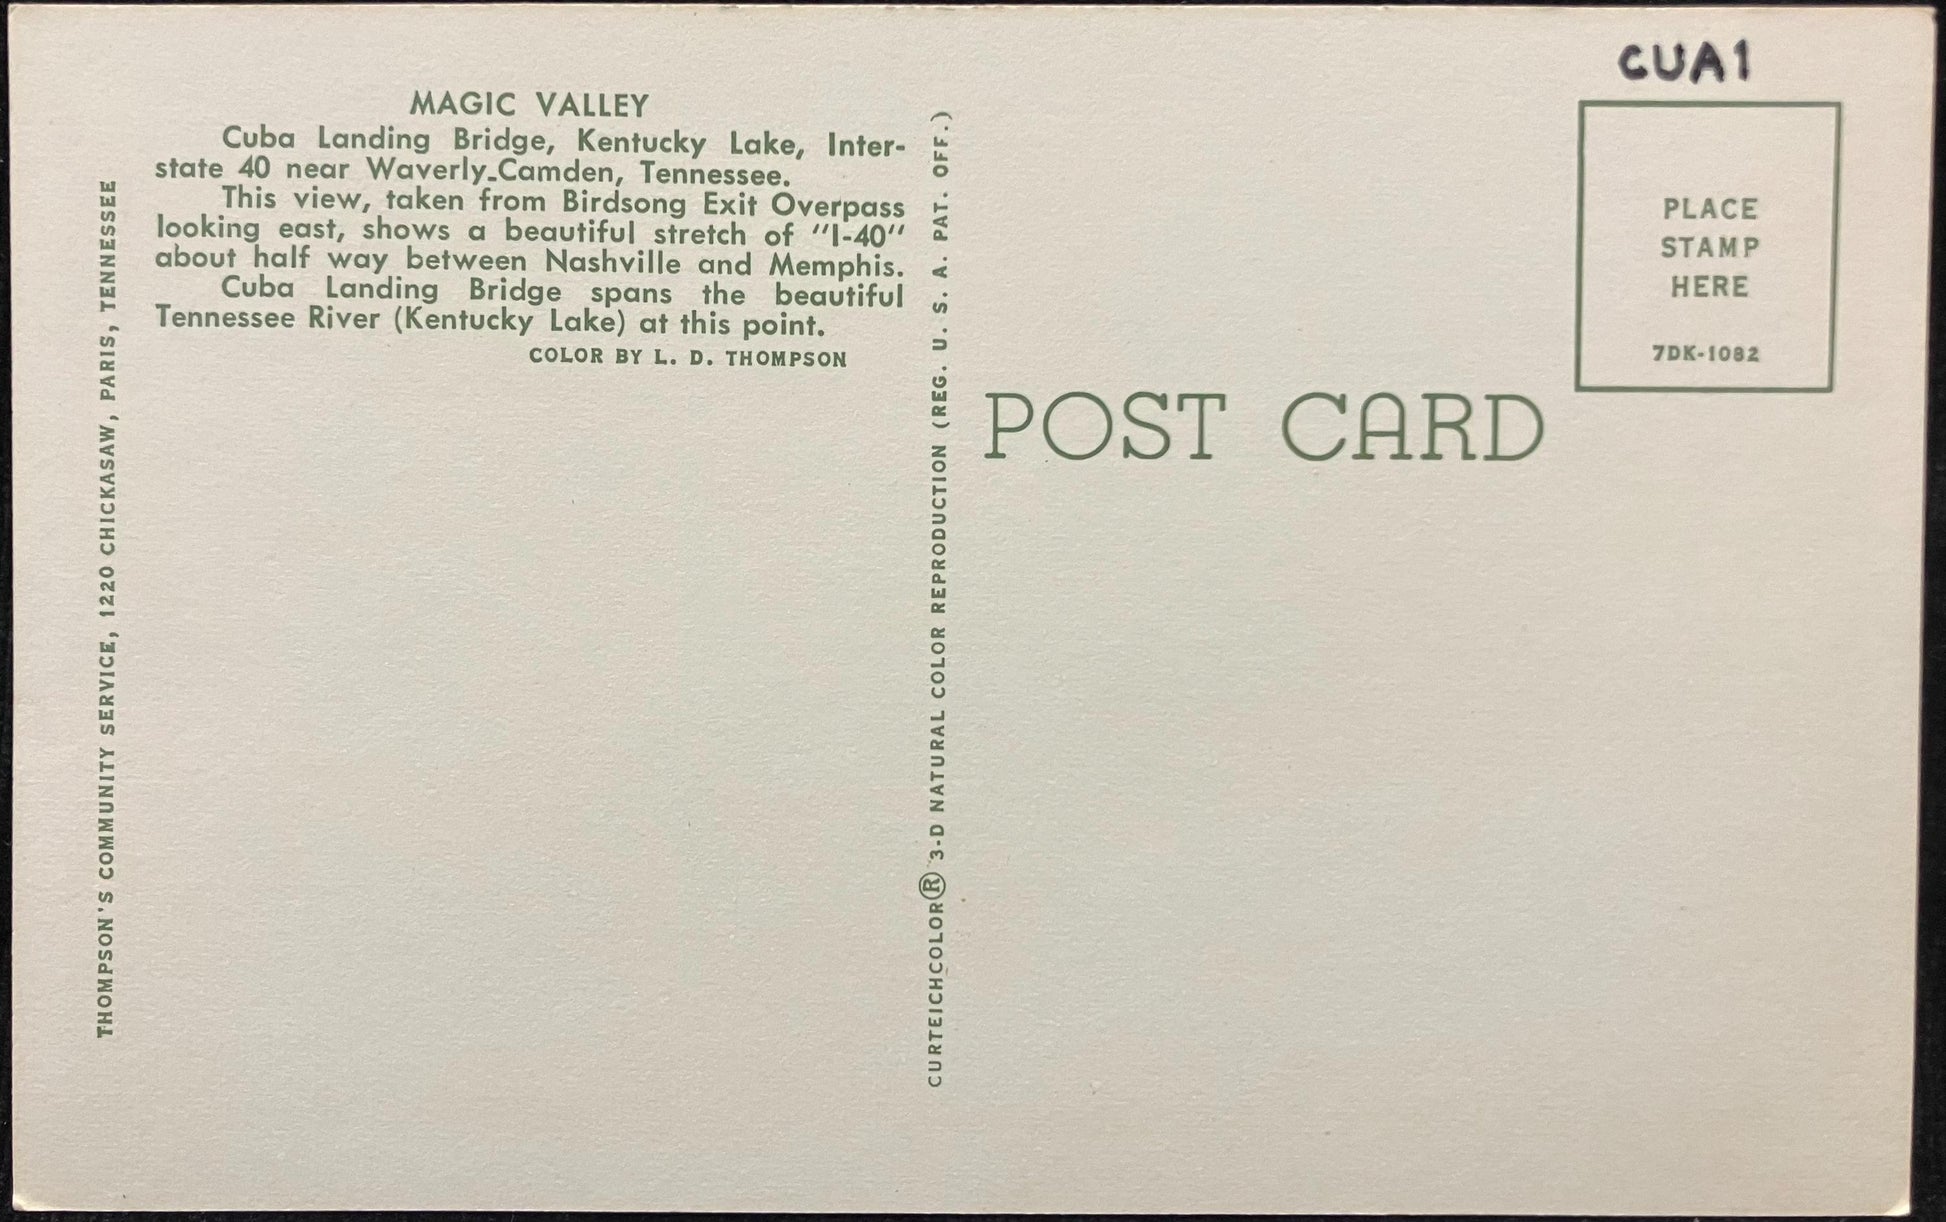 CUA1
MAGIC VALLEY
Cuba Landing Bridge, Kentucky Lake, Inter-
state 40 near Waverly-Camden, Tennessee.
This view, taken from Birdsong Exit Overpass
looking east, shows a beautiful stretch of "I-40"
about half way between Nashville and Memphis.
Cuba Landing Bridge spans the beautiful
Tennessee River (Kentucky Lake) at this point.
COLOR BY L. D. THOMPSON
THOMPSON'S COMMUNITY SERVICE, 1220 CHICKASAW, PARIS, TENNESSEE
CURTEICHCOLOR® 3-D NATURAL COLOR REPRODUCTION (REG. U. S. A. PAT. OFF.)
PLACE
STAMP
HERE
7DK-1082
POST CARD